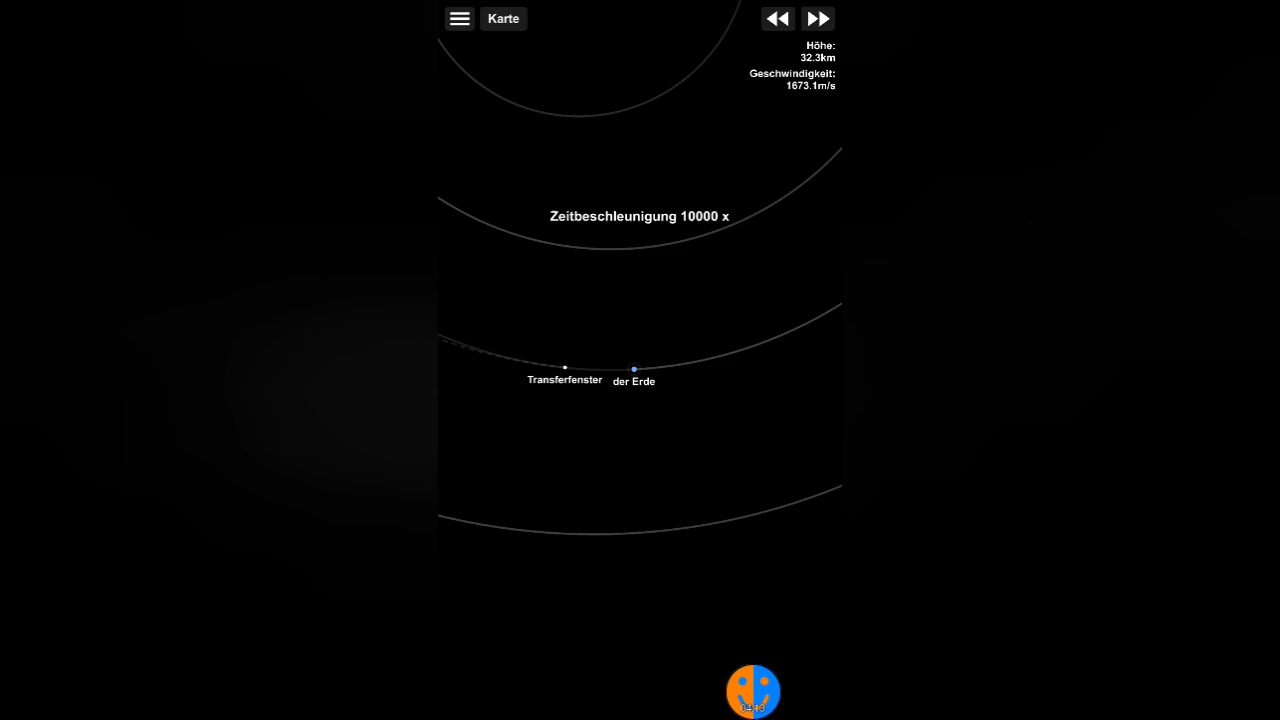 Karte
Höhe:
32.3km
Geschwindigkeit:
1673.1m/s
Zeitbeschleunigung 10000 x
Transferfenster
der Erde